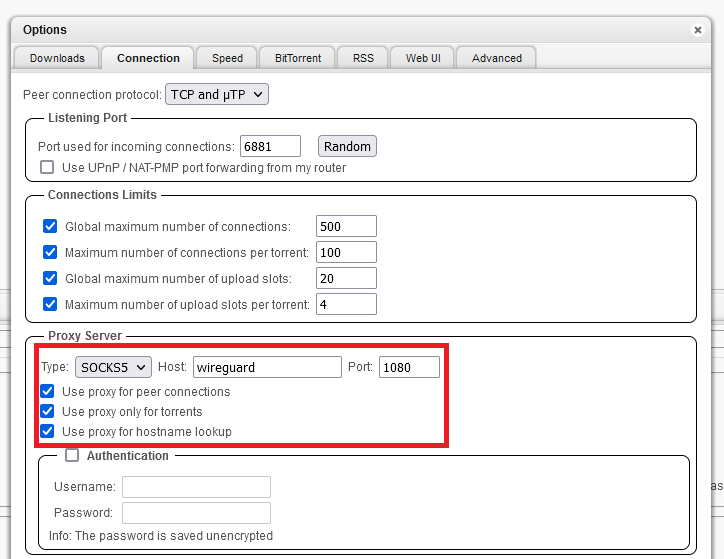 Options
Downloads Connection Speed BitTorrent RSS Web UI Advanced
Peer connection protocol: TCP and μTP
Listening Port
Port used for incoming connections: 6881 Random
Use UPnP / NAT-PMP port forwarding from my router
Connections Limits
Global maximum number of connections: 500
Maximum number of connections per torrent: 100
Global maximum number of upload slots: 20
Maximum number of upload slots per torrent: 4
Proxy Server
Type: SOCKS5 Host: wireguard Port: 1080
Use proxy for peer connections
Use proxy only for torrents
Use proxy for hostname lookup
Authentication
Username:
as
Password:
Info: The password is saved unencrypted